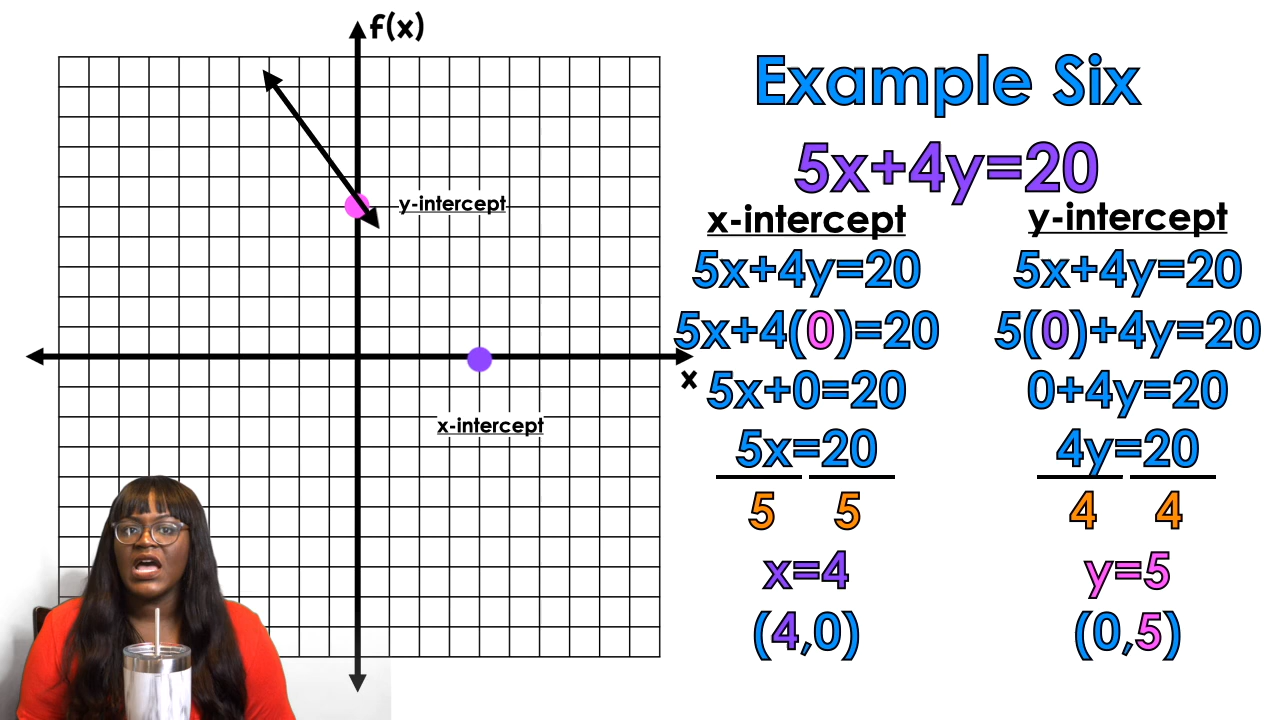 f(x)
y-intercept
x
x-intercept
Example Six
5x+4y=20
x-intercept
5x+4y=20
5x+4(0)=20
5x+0=20
5x=20
5 5
x=4
(4,0)
y-intercept
5x+4y=20
5(0)+4y=20
0+4y=20
4y=20
4 4
y=5
(0,5)